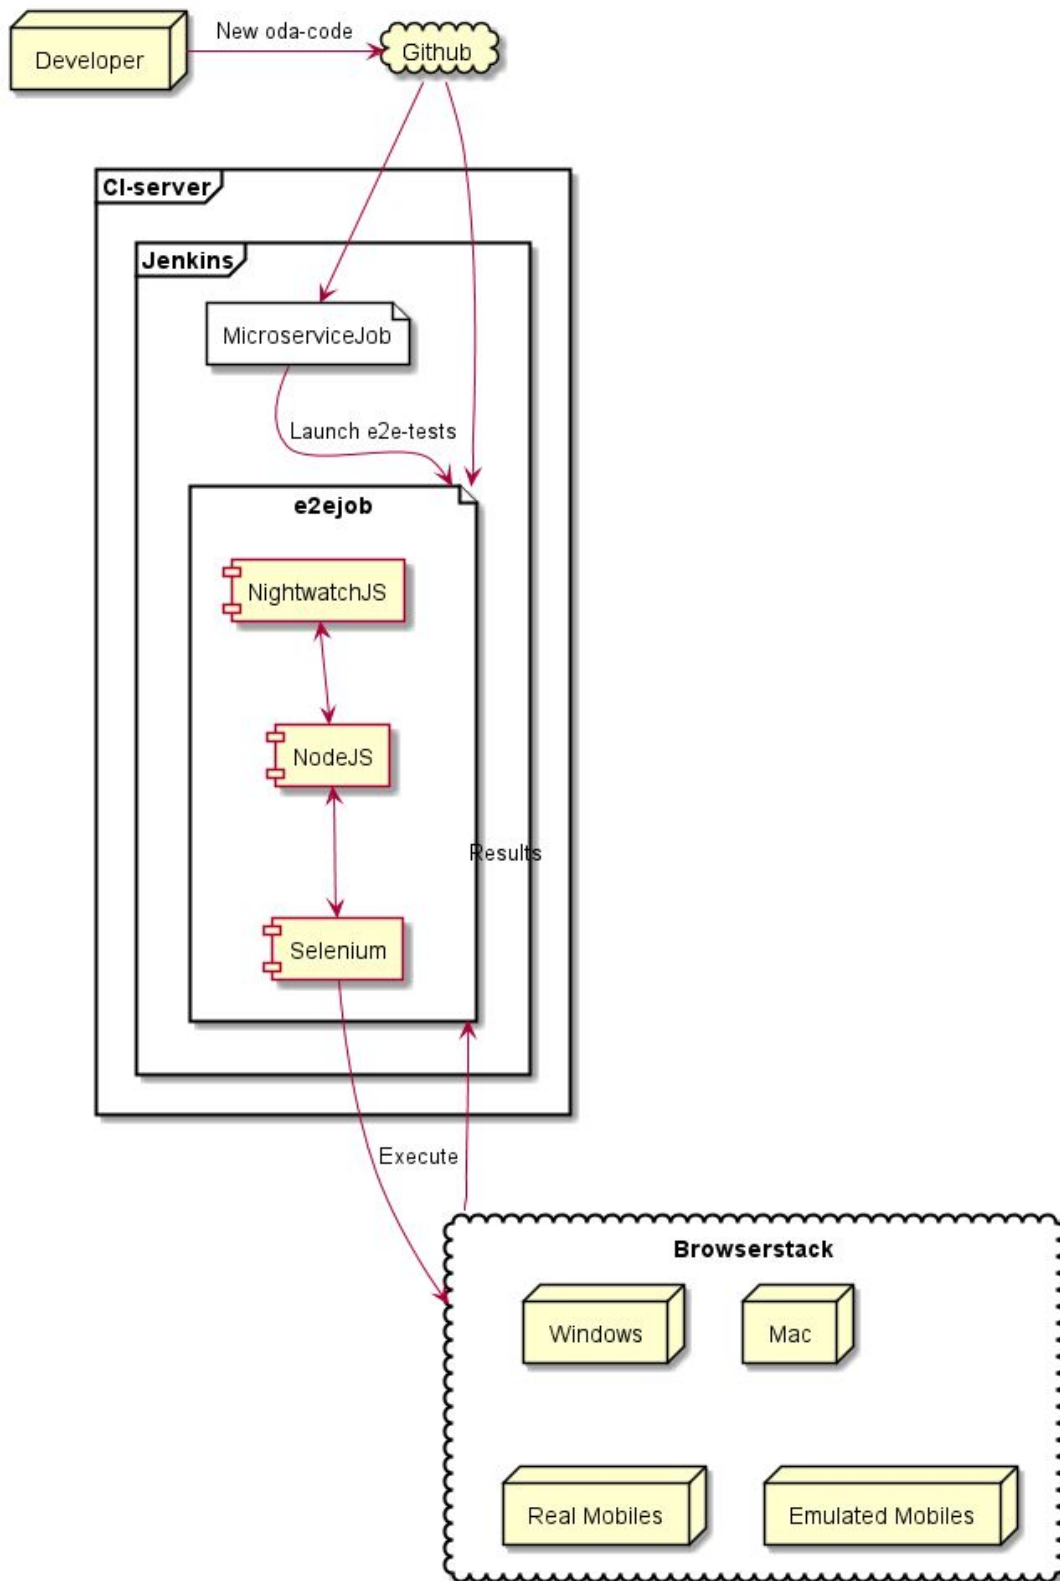 Developer
New oda-code
Github
CI-server
Jenkins
MicroserviceJob
Launch e2e-tests
e2ejob
NightwatchJS
NodeJS
Results
Selenium
Execute
Browserstack
Windows
Mac
Real Mobiles
Emulated Mobiles